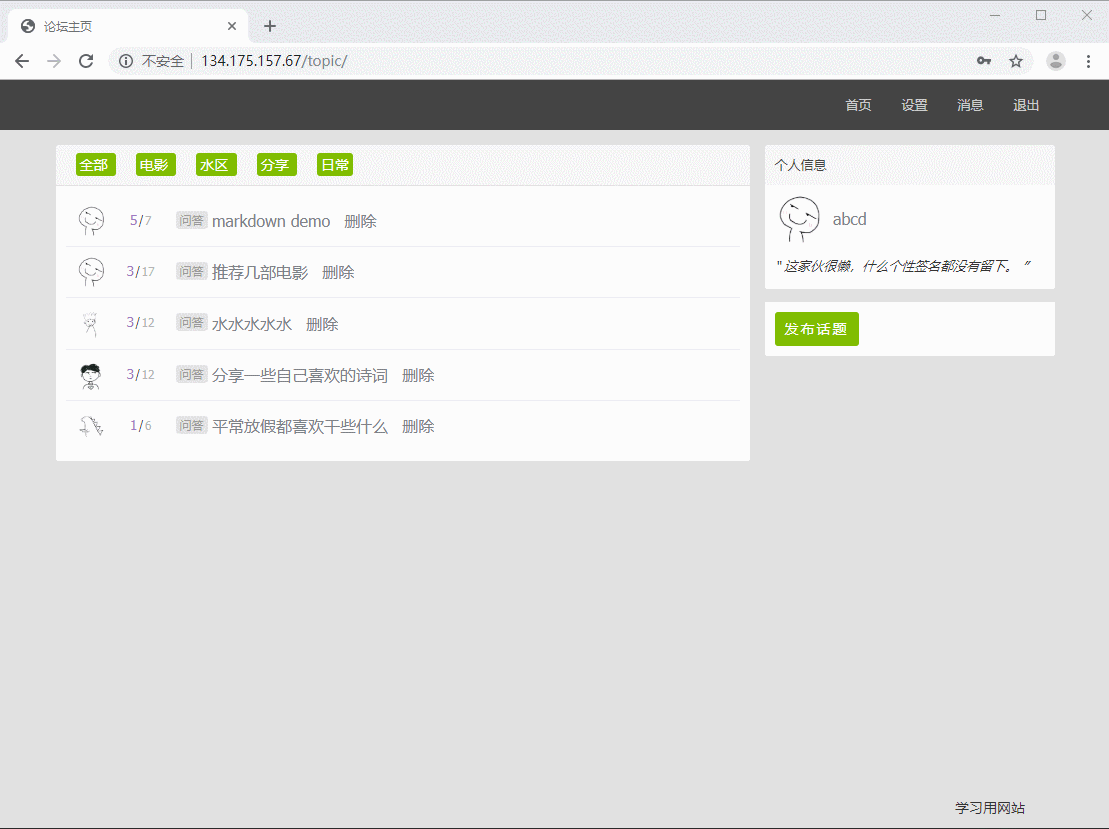 论坛主页
不安全 134.175.157.67/topic/
首页 设置 消息 退出
全部 电影 水区 分享 日常
5/7 问答 markdown demo 删除
3/17 问答 推荐几部电影 删除
3/12 问答 水水水水水 删除
3/12 问答 分享一些自己喜欢的诗词 删除
1/6 问答 平常放假都喜欢干些什么 删除
个人信息
abcd
" 这家伙很懒，什么个性签名都没有留下。 "
发布话题
学习用网站